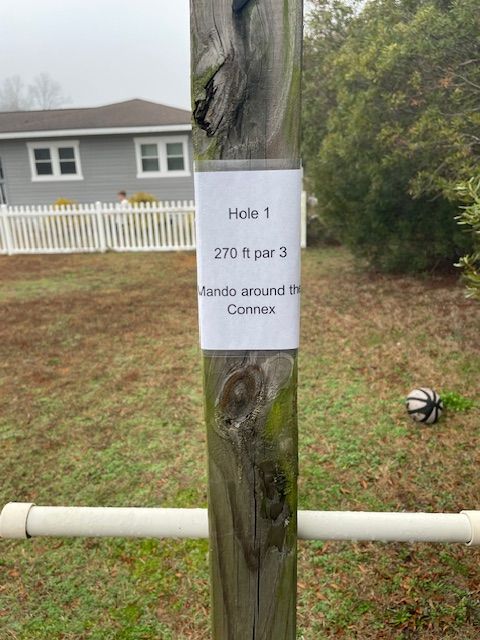 Hole 1
270 ft par 3
Mando around the
Connex